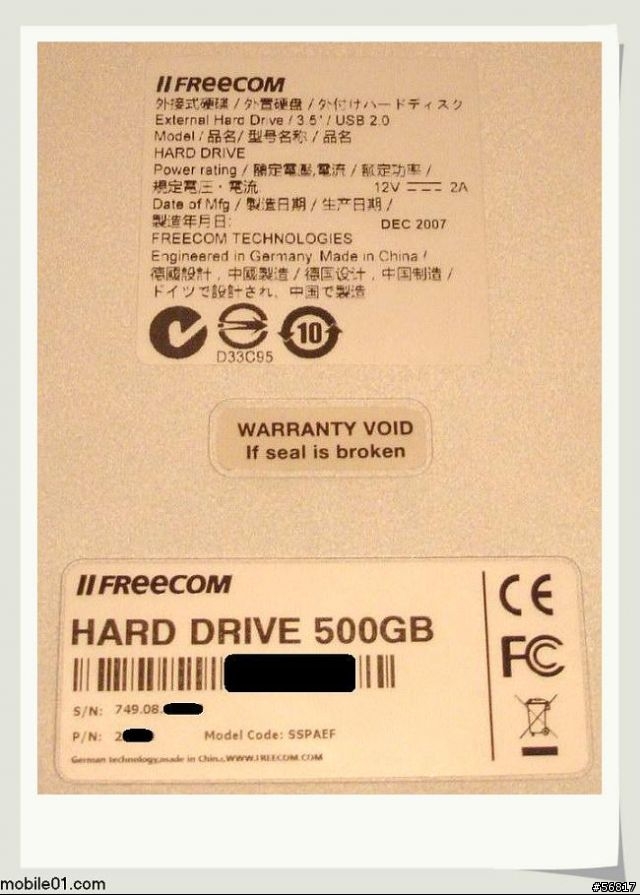 FREECOM
外接式硬碟 / 外置硬盘 / 外付けハードディスク
External Hard Drive / 3.5" / USB 2.0
Model / 品名 / 型号名称 / 品名
HARD DRIVE
Power rating / 額定電壓,電流 / 额定功率 /
規定電圧・電流 12V 2A
Date of Mfg / 製造日期 / 生产日期 /
製造年月日: DEC 2007
FREECOM TECHNOLOGIES
Engineered in Germany. Made in China /
德國設計,中國製造 / 德国设计,中国制造 /
ドイツで設計され、中国で製造
D33C95
10
WARRANTY VOID
If seal is broken
FREECOM
HARD DRIVE 500GB
S/N: 749.08.
P/N: 2
Model Code: SSPAEF
German technology,made in China,WWW.FREECOM.COM
CE
FC
mobile01.com
#56817